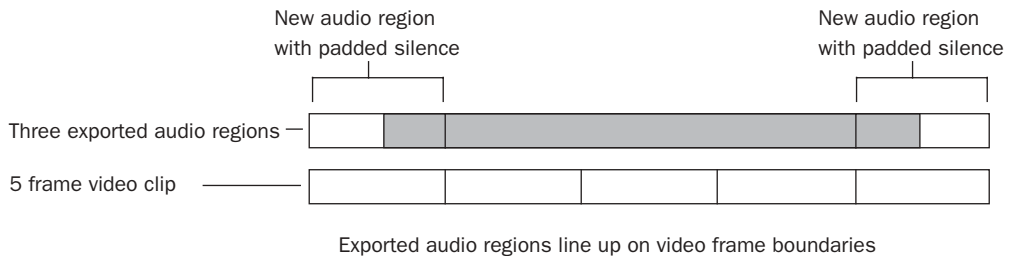 New audio region
with padded silence
New audio region
with padded silence
Three exported audio regions
5 frame video clip
Exported audio regions line up on video frame boundaries